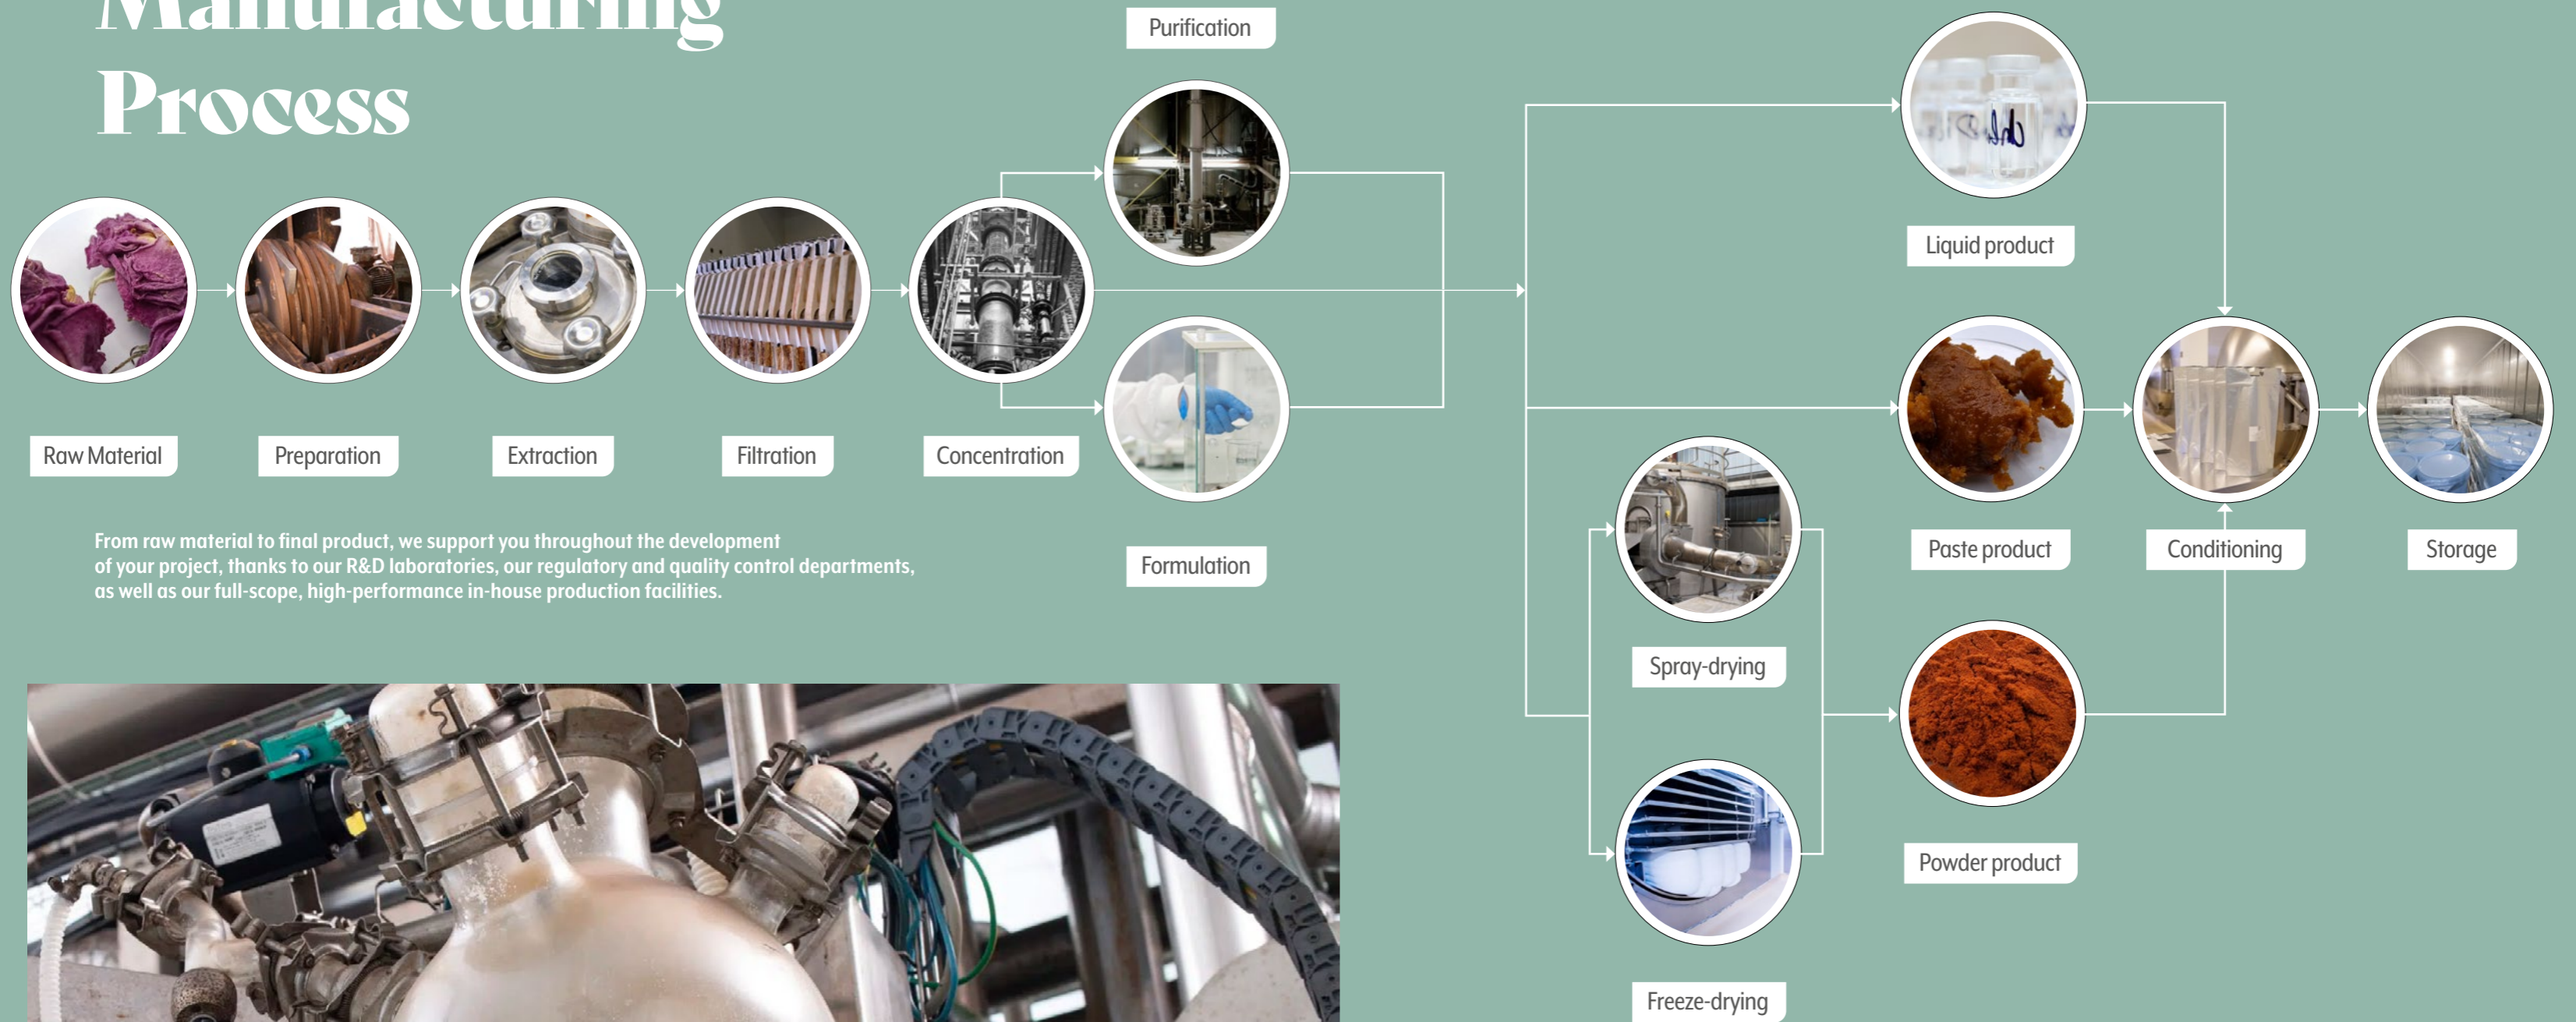 Manufacturing
Process
Purification
Liquid product
Raw Material
Preparation
Extraction
Filtration
Concentration
Formulation
Paste product
Conditioning
Storage
Spray-drying
Powder product
Freeze-drying
From raw material to final product, we support you throughout the development
of your project, thanks to our R&D laboratories, our regulatory and quality control departments,
as well as our full-scope, high-performance in-house production facilities.